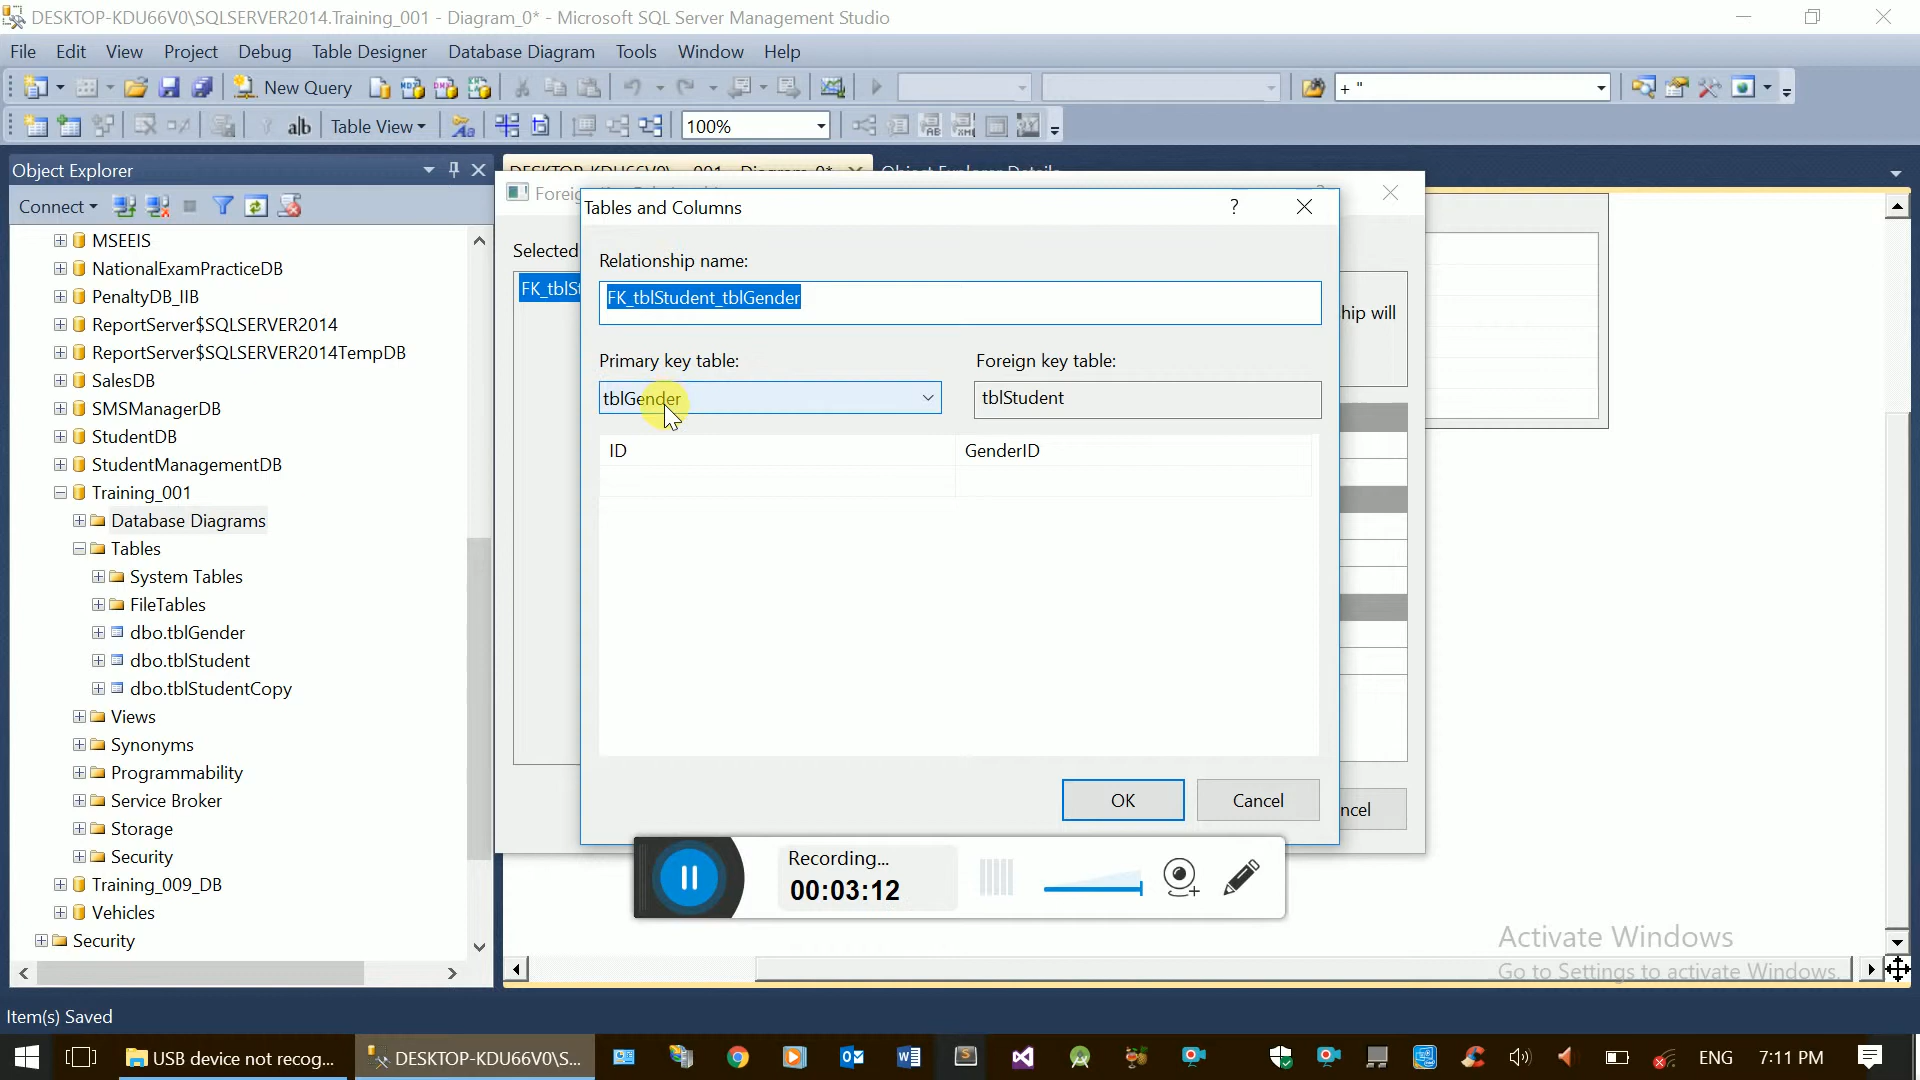 DESKTOP-KDU66V0\SQLSERVER2014.Training_001 - Diagram_0* - Microsoft SQL Server Management Studio
File Edit View Project Debug Table Designer Database Diagram Tools Window Help
New Query
+ "
Table View
100%
Object Explorer
Connect
MSEEIS
NationalExamPracticeDB
PenaltyDB_IIB
ReportServer$SQLSERVER2014
ReportServer$SQLSERVER2014TempDB
SalesDB
SMSManagerDB
StudentDB
StudentManagementDB
Training_001
Database Diagrams
Tables
System Tables
FileTables
dbo.tblGender
dbo.tblStudent
dbo.tblStudentCopy
Views
Synonyms
Programmability
Service Broker
Storage
Security
Training_009_DB
Vehicles
Security
Selected
FK_tblSt
hip will
ncel
Tables and Columns
?
Relationship name:
FK_tblStudent_tblGender
Primary key table:
Foreign key table:
tblGender
tblStudent
ID
GenderID
OK
Cancel
Recording...
00:03:12
Activate Windows
Go to Settings to activate Windows.
Item(s) Saved
USB device not recog...
DESKTOP-KDU66V0\S...
ENG
7:11 PM